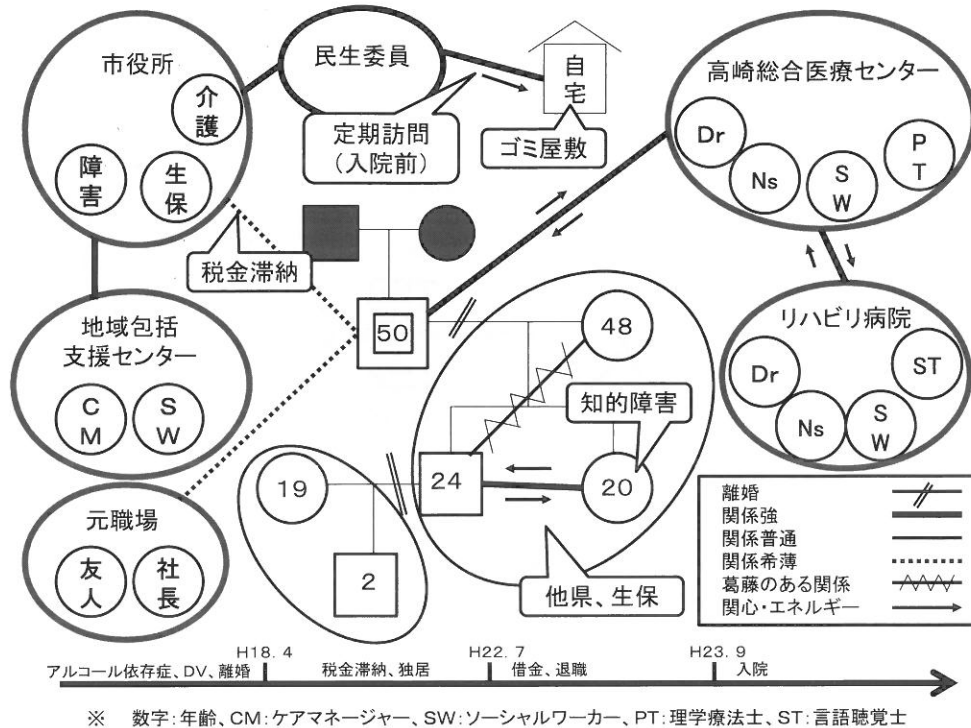 市役所
介護
障害
生保
民生委員
定期訪問
(入院前)
自宅
ゴミ屋敷
高崎総合医療センター
Dr
Ns
SW
PT
税金滞納
地域包括
支援センター
CM
SW
50
48
知的障害
24
20
19
2
他県、生保
リハビリ病院
Dr
Ns
SW
ST
元職場
友人
社長
離婚
関係強
関係普通
関係希薄
葛藤のある関係
関心・エネルギー
H18.4
H22.7
H23.9
アルコール依存症、DV、離婚
税金滞納、独居
借金、退職
入院
※ 数字:年齢、CM:ケアマネージャー、SW:ソーシャルワーカー、PT:理学療法士、ST:言語聴覚士